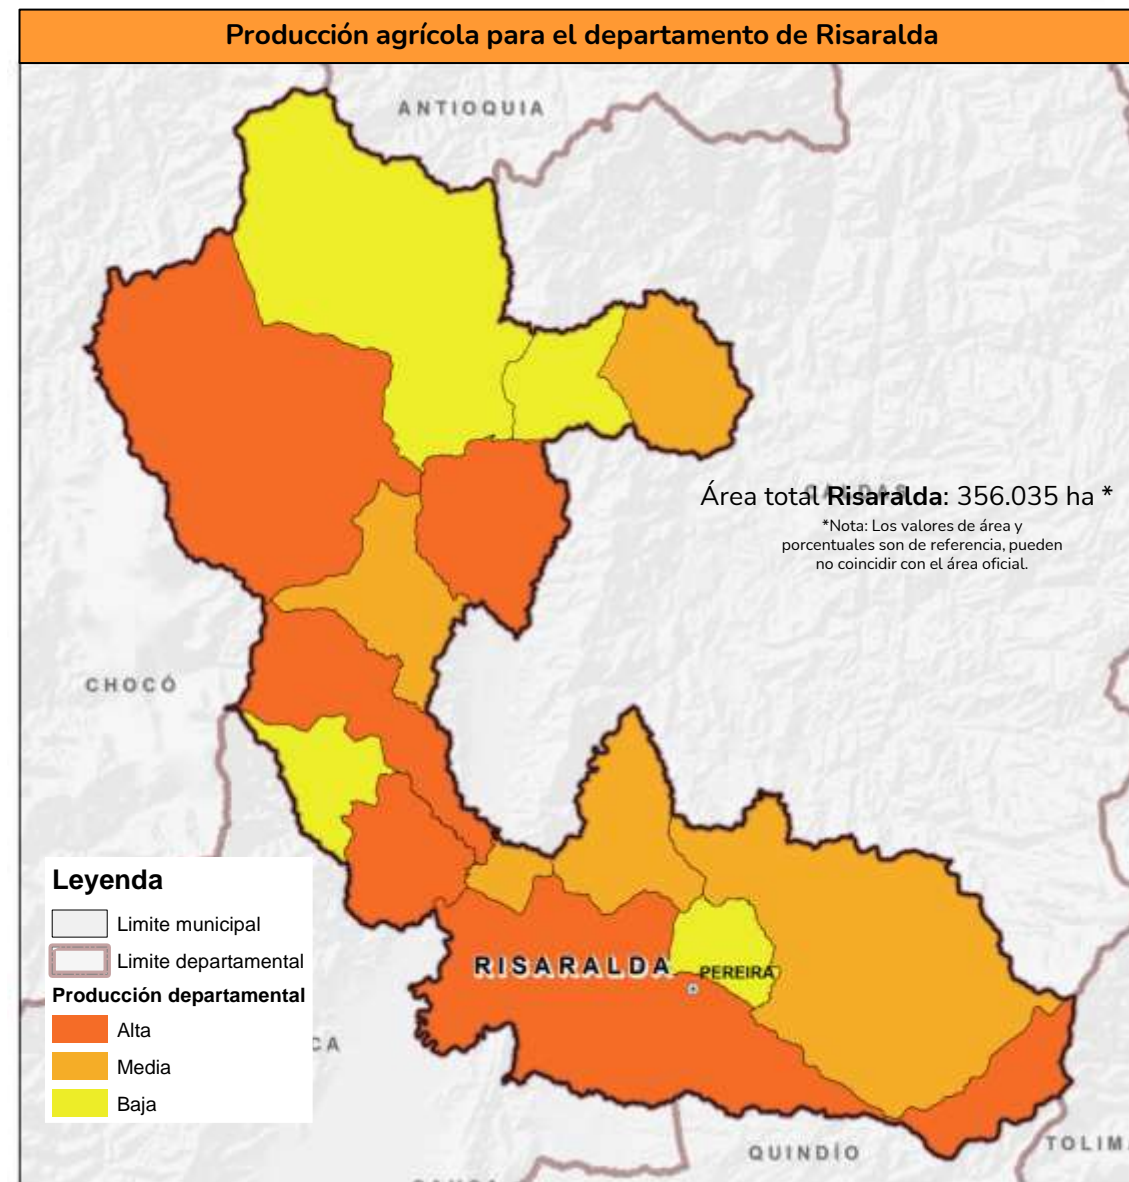 Producción agrícola para el departamento de Risaralda
ANTIOQUIA
Área total Risaralda: 356.035 ha *
*Nota: Los valores de área y
porcentuales son de referencia, pueden
no coincidir con el área oficial.
CHOCÓ
RISARALDA
PEREIRA
Leyenda
Limite municipal
Limite departamental
Producción departamental
Alta
Media
Baja
CA
QUINDÍO
TOLIM